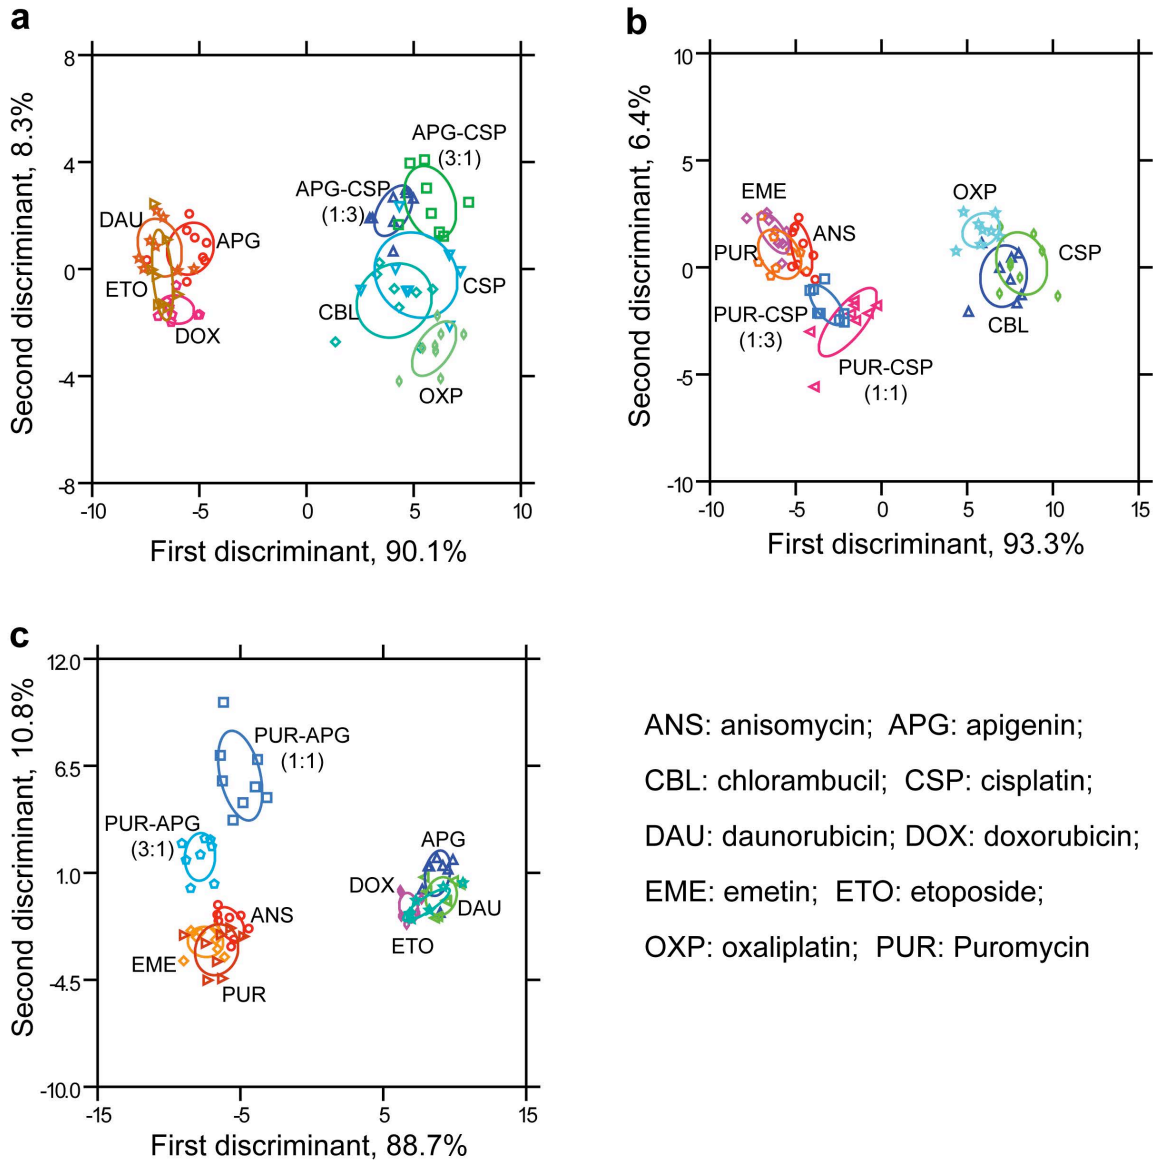 a
8
4
0
-4
-8
-10
-5
0
5
10
Second discriminant, 8.3%
First discriminant, 90.1%
APG-CSP
(3:1)
APG-CSP
(1:3)
DAU
APG
ETO
DOX
CSP
CBL
OXP
b
10
5
0
-5
-10
-10
-5
0
5
10
15
Second discriminant, 6.4%
First discriminant, 93.3%
EME
OXP
ANS
PUR
CSP
PUR-CSP
(1:3)
CBL
PUR-CSP
(1:1)
c
12.0
6.5
1.0
-4.5
-10.0
-15
-5
5
15
Second discriminant, 10.8%
First discriminant, 88.7%
PUR-APG
(1:1)
PUR-APG
(3:1)
APG
DOX
DAU
ANS
ETO
EME
PUR
ANS: anisomycin; APG: apigenin;
CBL: chlorambucil; CSP: cisplatin;
DAU: daunorubicin; DOX: doxorubicin;
EME: emetin; ETO: etoposide;
OXP: oxaliplatin; PUR: Puromycin